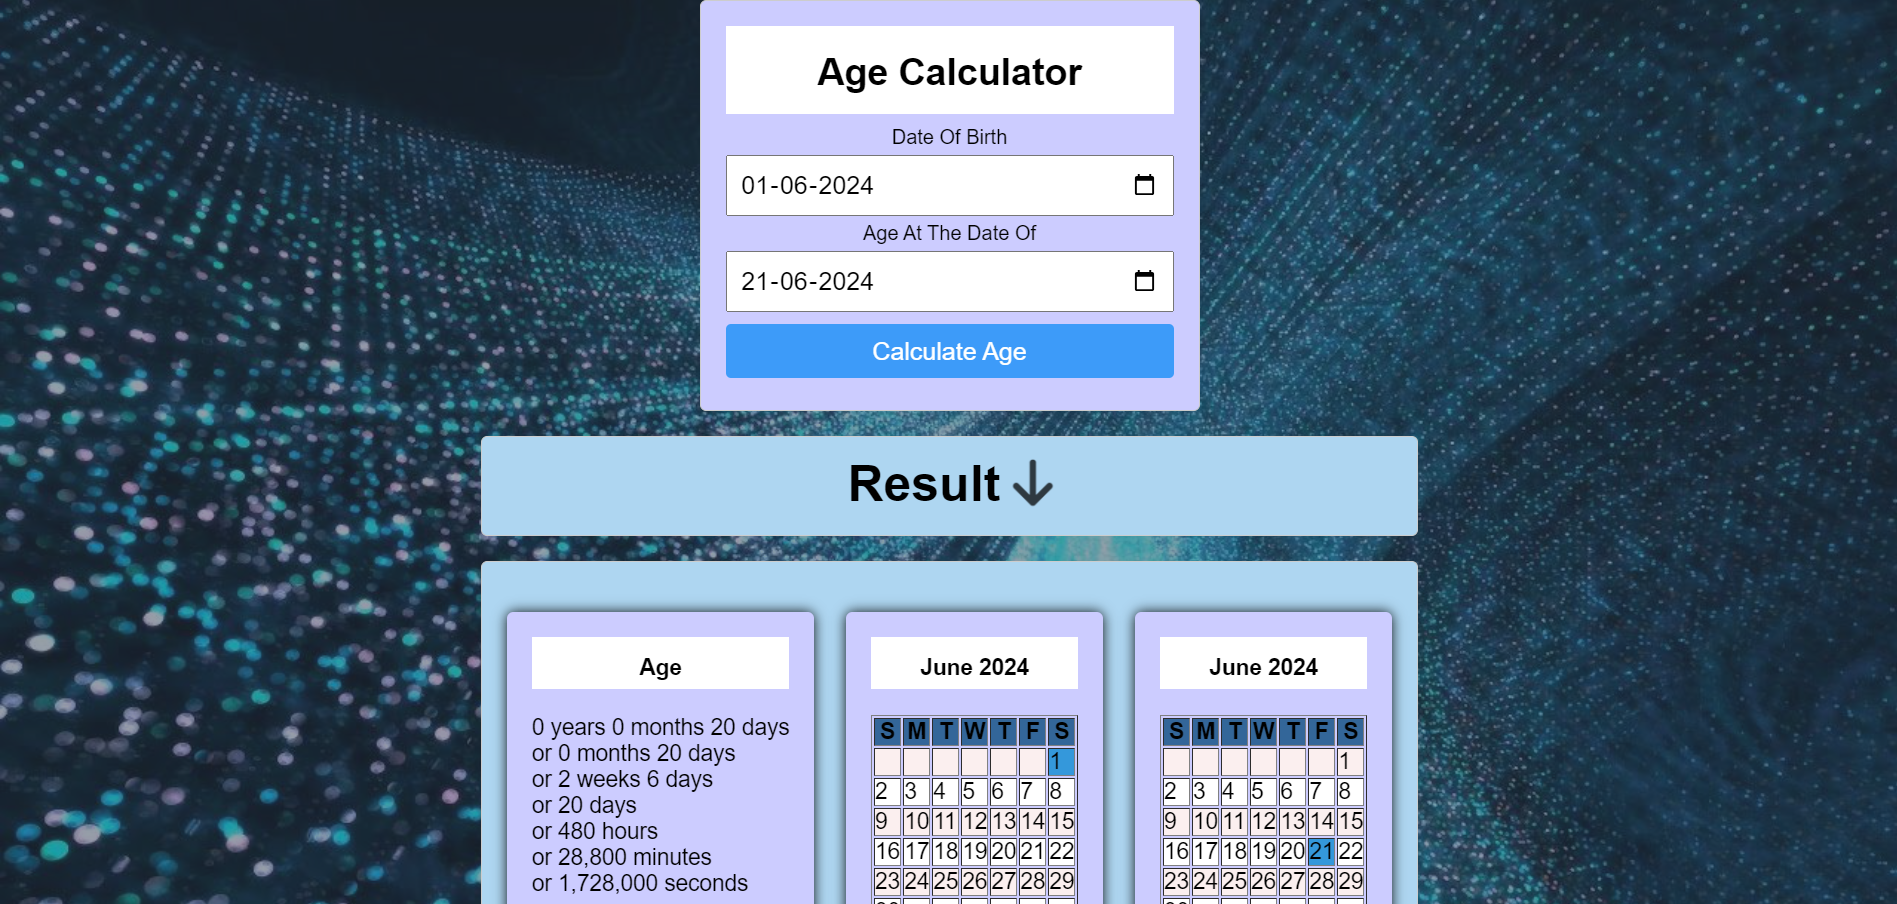 Age Calculator
Date Of Birth
01-06-2024
Age At The Date Of
21-06-2024
Calculate Age
Result
Age
0 years 0 months 20 days
or 0 months 20 days
or 2 weeks 6 days
or 20 days
or 480 hours
or 28,800 minutes
or 1,728,000 seconds
June 2024
S M T W T F S
1
2 3 4 5 6 7 8
9 10 11 12 13 14 15
16 17 18 19 20 21 22
23 24 25 26 27 28 29
June 2024
S M T W T F S
1
2 3 4 5 6 7 8
9 10 11 12 13 14 15
16 17 18 19 20 21 22
23 24 25 26 27 28 29